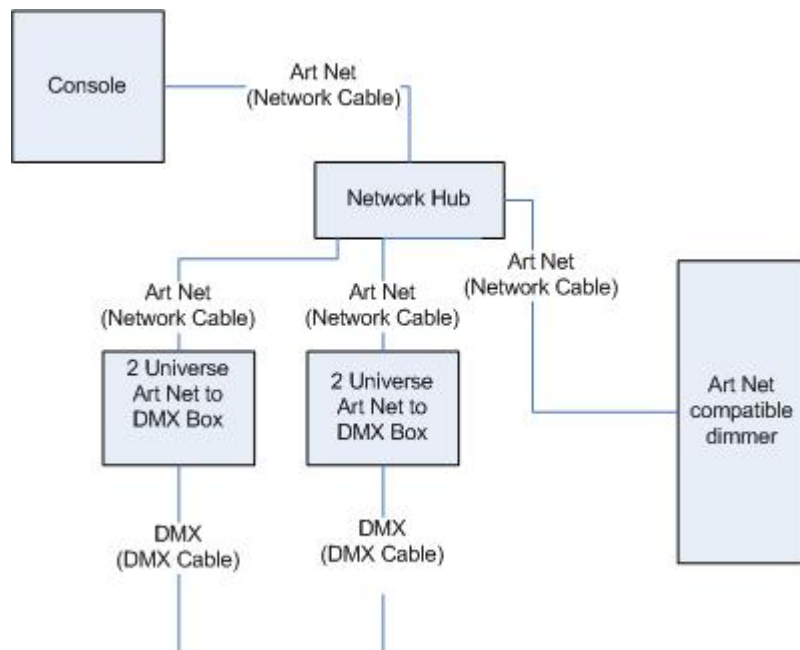 Console
Art Net
(Network Cable)
Network Hub
Art Net
(Network Cable)
Art Net
(Network Cable)
Art Net
(Network Cable)
2 Universe
Art Net to
DMX Box
2 Universe
Art Net to
DMX Box
Art Net
compatible
dimmer
DMX
(DMX Cable)
DMX
(DMX Cable)